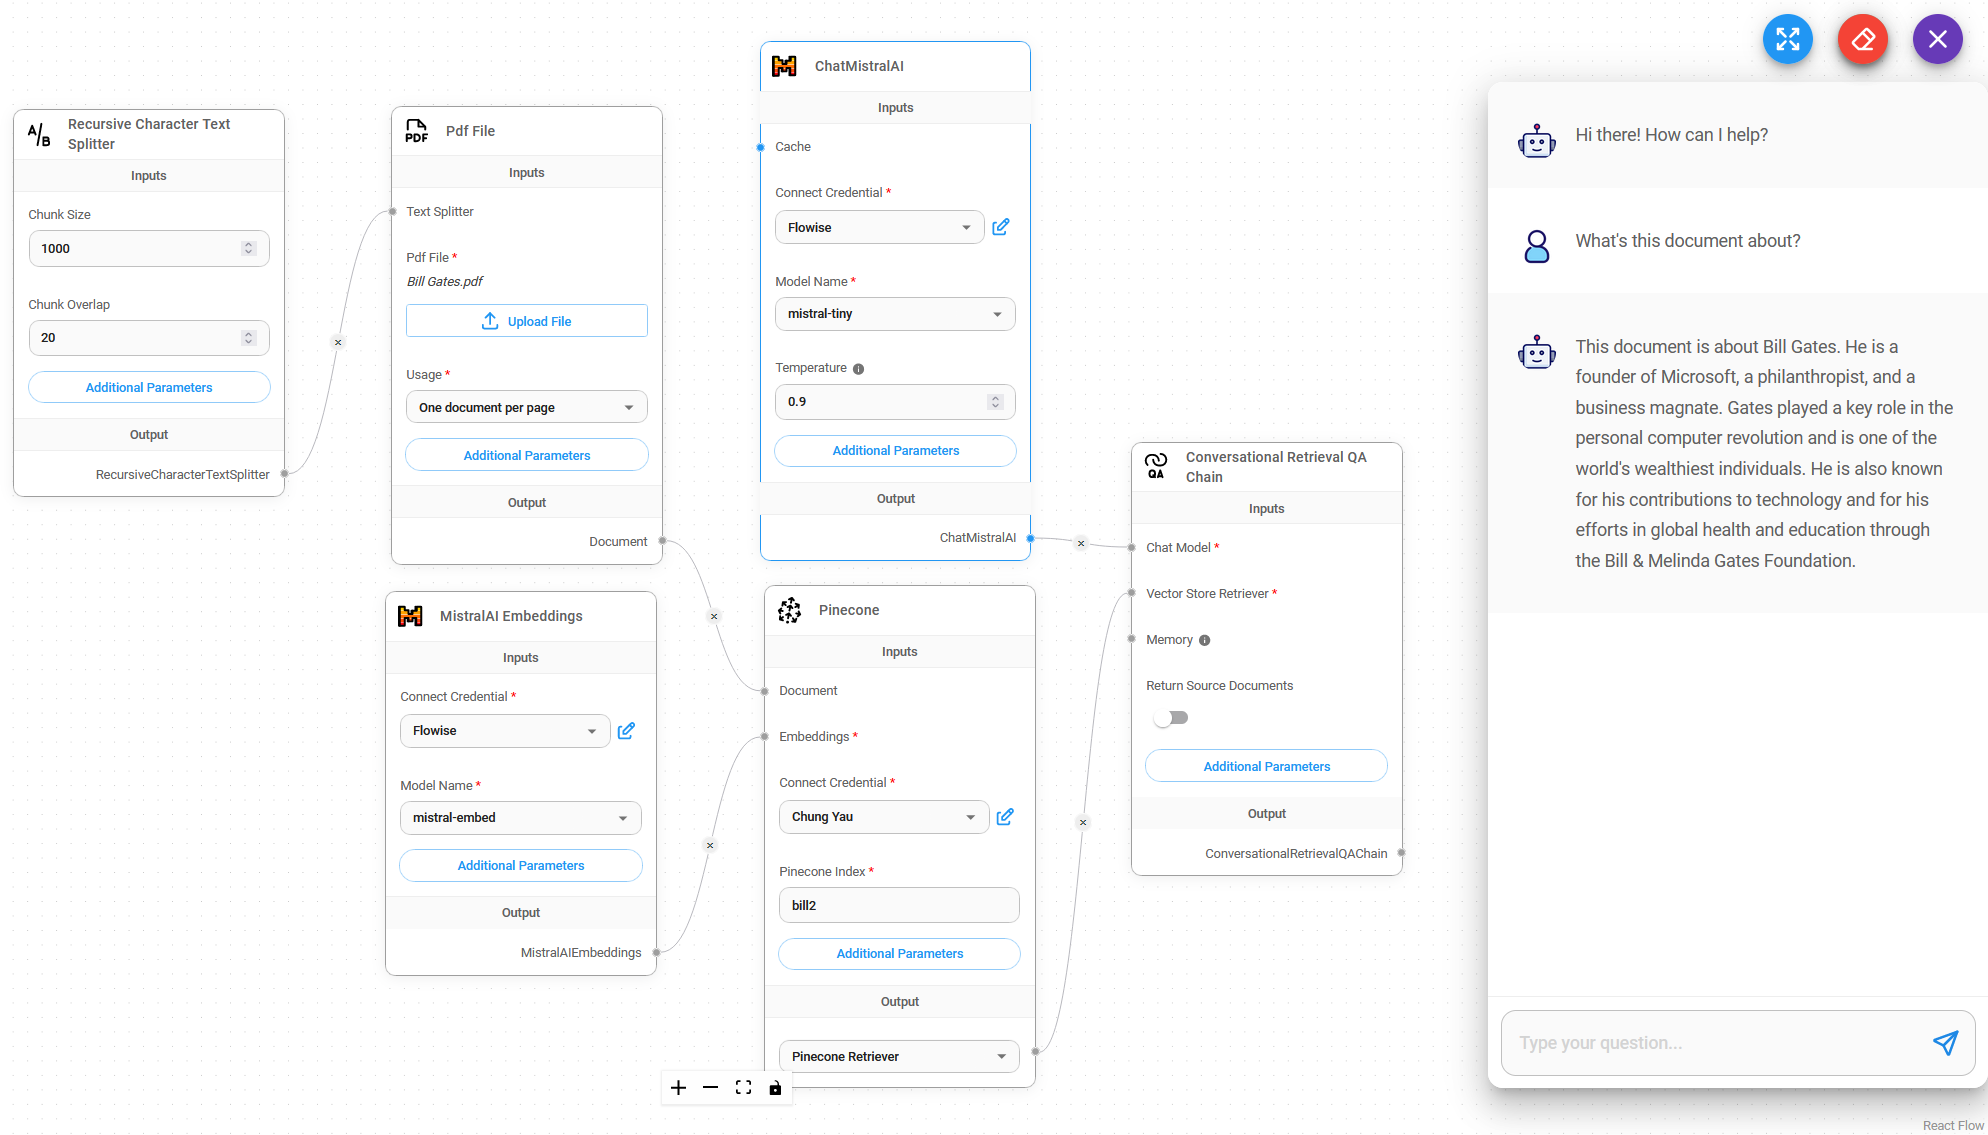 A/B
Recursive Character Text
Splitter
Inputs
Chunk Size
1000
Chunk Overlap
20
Additional Parameters
Output
RecursiveCharacterTextSplitter
PDF
Pdf File
Inputs
Text Splitter
Pdf File *
Bill Gates.pdf
Upload File
Usage *
One document per page
Additional Parameters
Output
Document
MistralAI Embeddings
Inputs
Connect Credential *
Flowise
Model Name *
mistral-embed
Additional Parameters
Output
MistralAIEmbeddings
ChatMistralAI
Inputs
Cache
Connect Credential *
Flowise
Model Name *
mistral-tiny
Temperature
0.9
Additional Parameters
Output
ChatMistralAI
Pinecone
Inputs
Document
Embeddings *
Connect Credential *
Chung Yau
Pinecone Index *
bill2
Additional Parameters
Output
Pinecone Retriever
QA
Conversational Retrieval QA
Chain
Inputs
Chat Model *
Vector Store Retriever *
Memory
Return Source Documents
Additional Parameters
Output
ConversationalRetrievalQAChain
Hi there! How can I help?
What's this document about?
This document is about Bill Gates. He is a
founder of Microsoft, a philanthropist, and a
business magnate. Gates played a key role in the
personal computer revolution and is one of the
world's wealthiest individuals. He is also known
for his contributions to technology and for his
efforts in global health and education through
the Bill & Melinda Gates Foundation.
Type your question...
React Flow